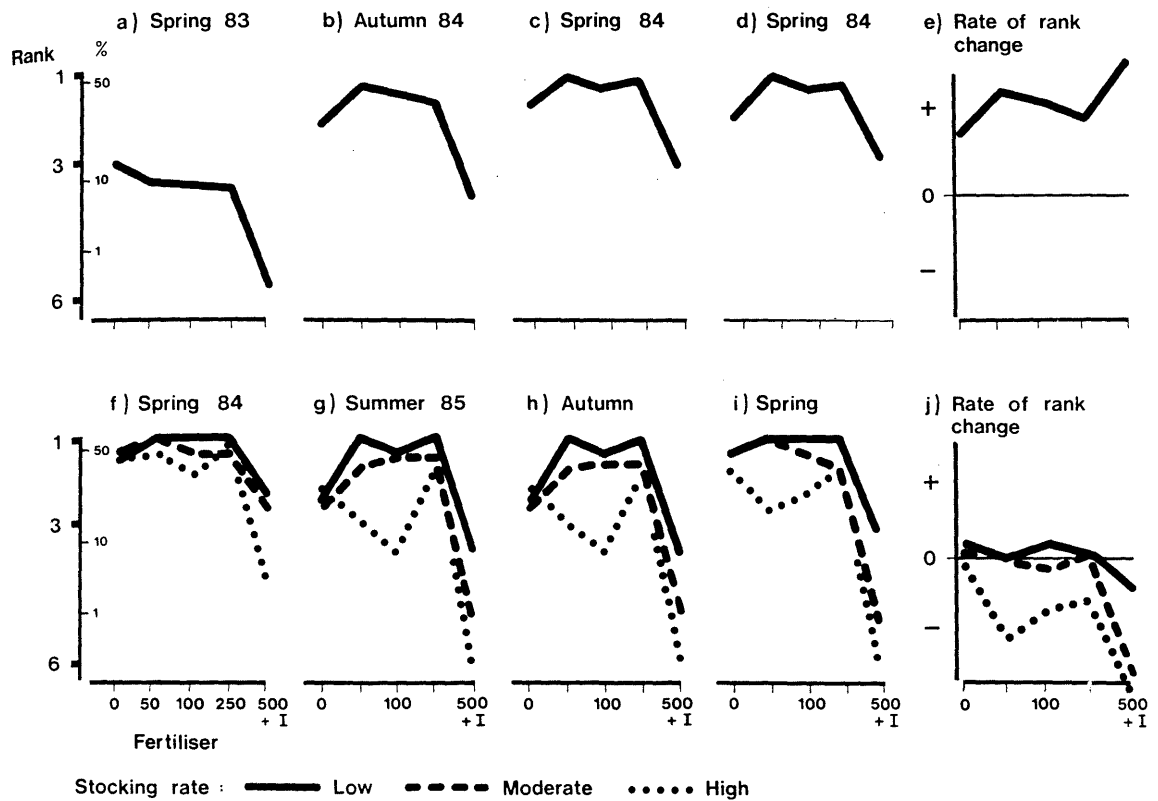 a) Spring 83
b) Autumn 84
c) Spring 84
d) Spring 84
e) Rate of rank
change
Rank
%
1
50
3
10
1
6
+
0
−
f) Spring 84
g) Summer 85
h) Autumn
i) Spring
j) Rate of rank
change
1
50
3
10
1
6
+
0
−
0 50 100 250 500
+ I
0 100 500
+ I
0 100 500
+ I
0 100 500
+ I
0 100 500
+ I
Fertiliser
Stocking rate : Low Moderate High